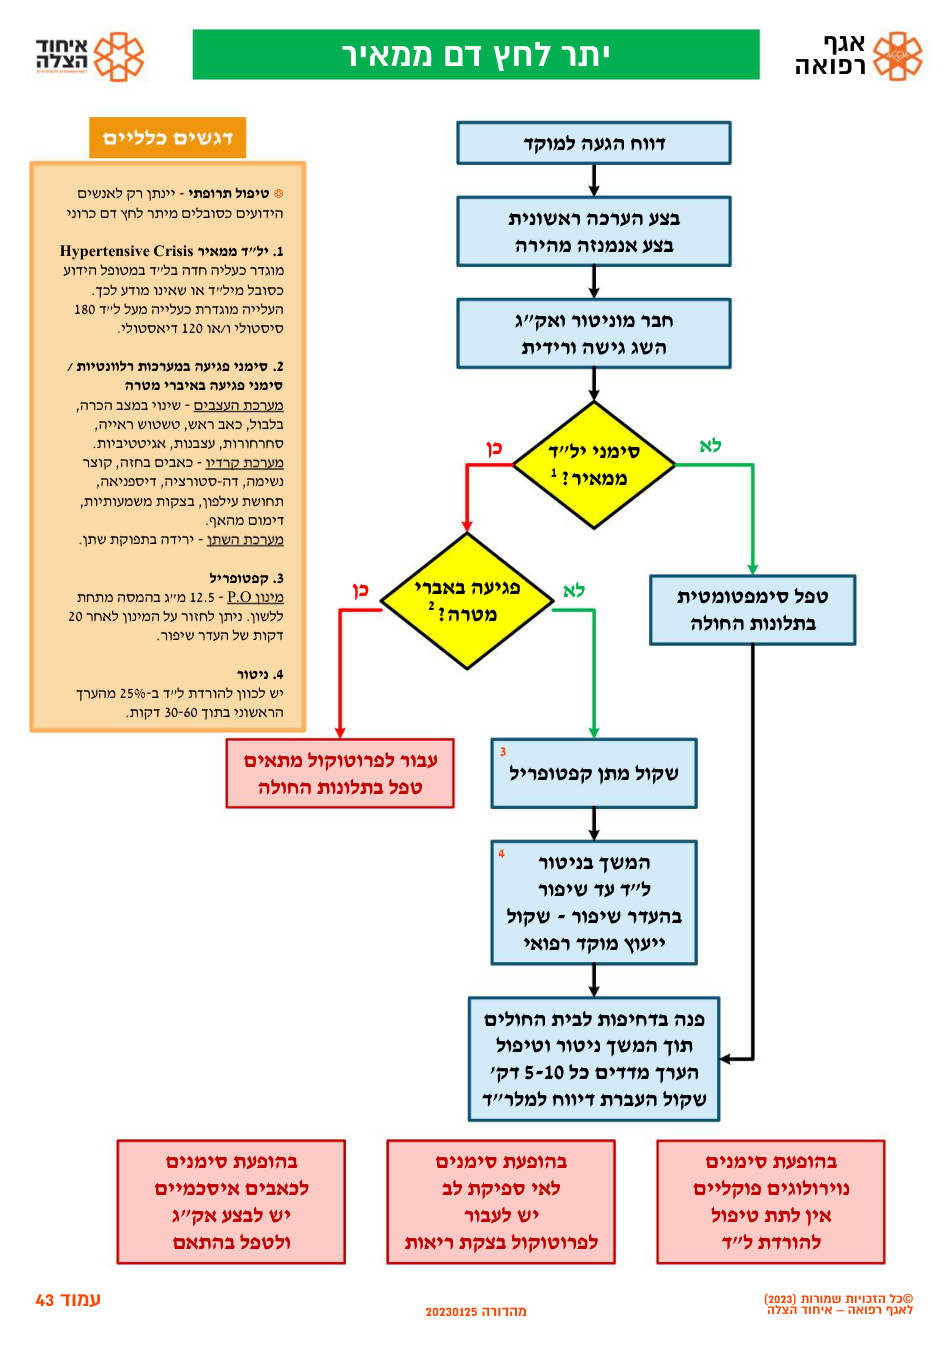 אגף
רפואה
יתר לחץ דם ממאיר
איחוד
הצלה
דווח הגעה למוקד
בצע הערכה ראשונית
בצע אנמנזה מהירה
חבר מוניטור ואק"ג
השג גישה ורידית
סימני יל"ד
ממאיר? 1
לא
כן
טפל סימפטומטית
בתלונות החולה
פגיעה באברי
מטרה? 2
לא
כן
עבור לפרוטוקול מתאים
טפל בתלונות החולה
3
שקול מתן קפטופריל
4
המשך בניטור
ל"ד עד שיפור
בהעדר שיפור - שקול
ייעוץ מוקד רפואי
פנה בדחיפות לבית החולים
תוך המשך ניטור וטיפול
הערך מדדים כל 5-10 דק'
שקול העברת דיווח למלר"ד
דגשים כלליים
טיפול תרופתי - יינתן רק לאנשים
הידועים כסובלים מיתר לחץ דם כרוני
1. יל"ד ממאיר Hypertensive Crisis
מוגדר כעליה חדה בל"ד במטופל הידוע
כסובל מיל"ד או שאינו מודע לכך.
העלייה מוגדרת כעלייה מעל ל"ד 180
סיסטולי ו/או 120 דיאסטולי.
2. סימני פגיעה במערכות רלוונטיות /
סימני פגיעה באיברי מטרה
מערכת העצבים - שינוי במצב הכרה,
בלבול, כאב ראש, טשטוש ראייה,
סחרחורות, עצבנות, אגיטטיביות.
מערכת קרדיו - כאבים בחזה, קוצר
נשימה, דה-סטורציה, דיספניאה,
תחושת עילפון, בצקות משמעותיות,
דימום מהאף.
מערכת השתן - ירידה בתפוקת שתן.
3. קפטופריל
מינון P.O - 12.5 מ"ג בהמסה מתחת
ללשון. ניתן לחזור על המינון לאחר 20
דקות של העדר שיפור.
4. ניטור
יש לכוון להורדת ל"ד ב-25% מהערך
הראשוני בתוך 30-60 דקות.
בהופעת סימנים
נוירולוגים פוקליים
אין לתת טיפול
להורדת ל"ד
בהופעת סימנים
לאי ספיקת לב
יש לעבור
לפרוטוקול בצקת ריאות
בהופעת סימנים
לכאבים איסכמיים
יש לבצע אק"ג
ולטפל בהתאם
©כל הזכויות שמורות (2023)
לאגף רפואה – איחוד הצלה
מהדורה 20230125
עמוד 43